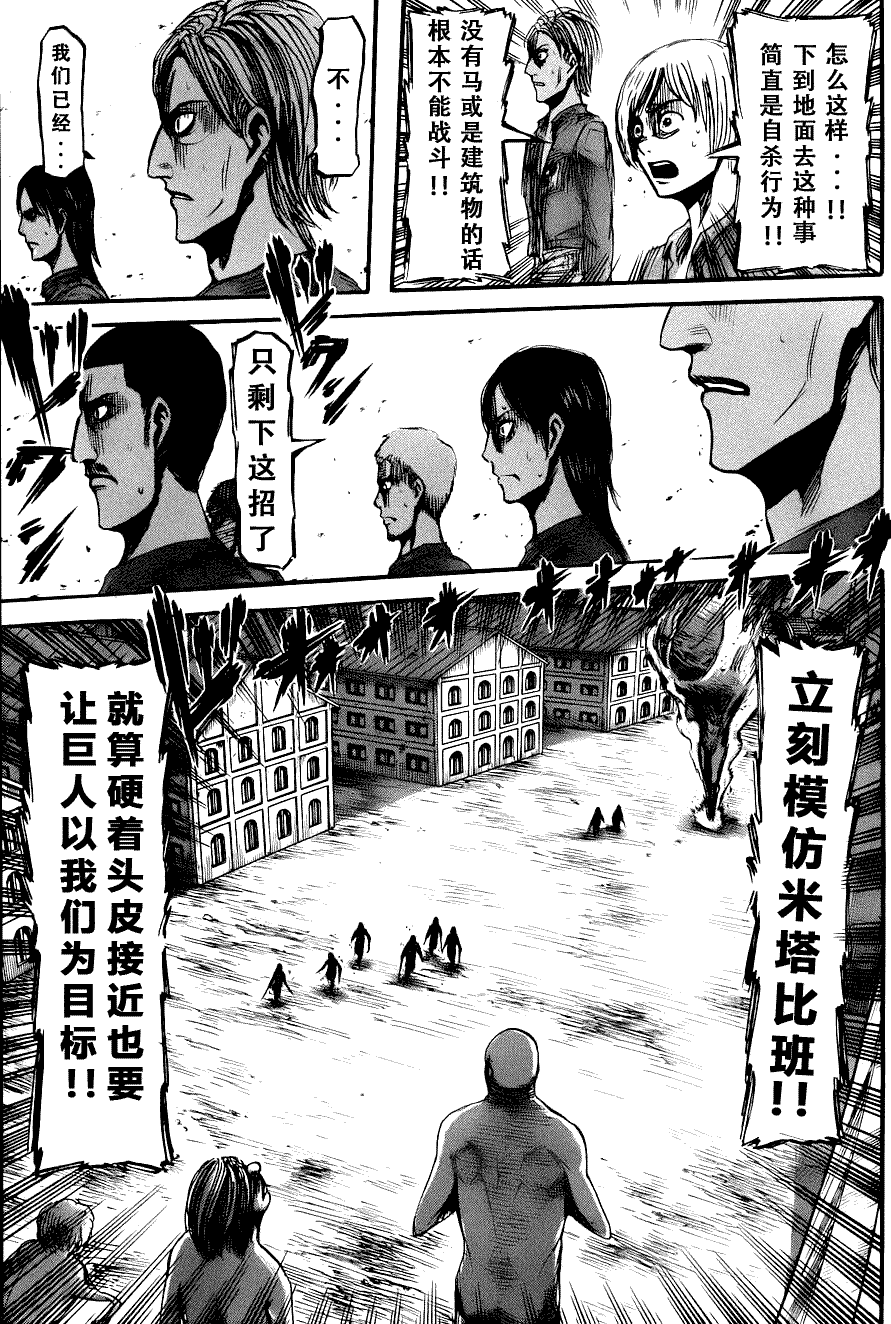 怎么这样...!!
下到地面去这种事
简直是自杀行为!!
没有马或是建筑物的话
根本不能战斗!!
不...
我们已经...
只剩下这招了
立刻模仿米塔比班!!
就算硬着头皮接近也要
让巨人以我们为目标!!